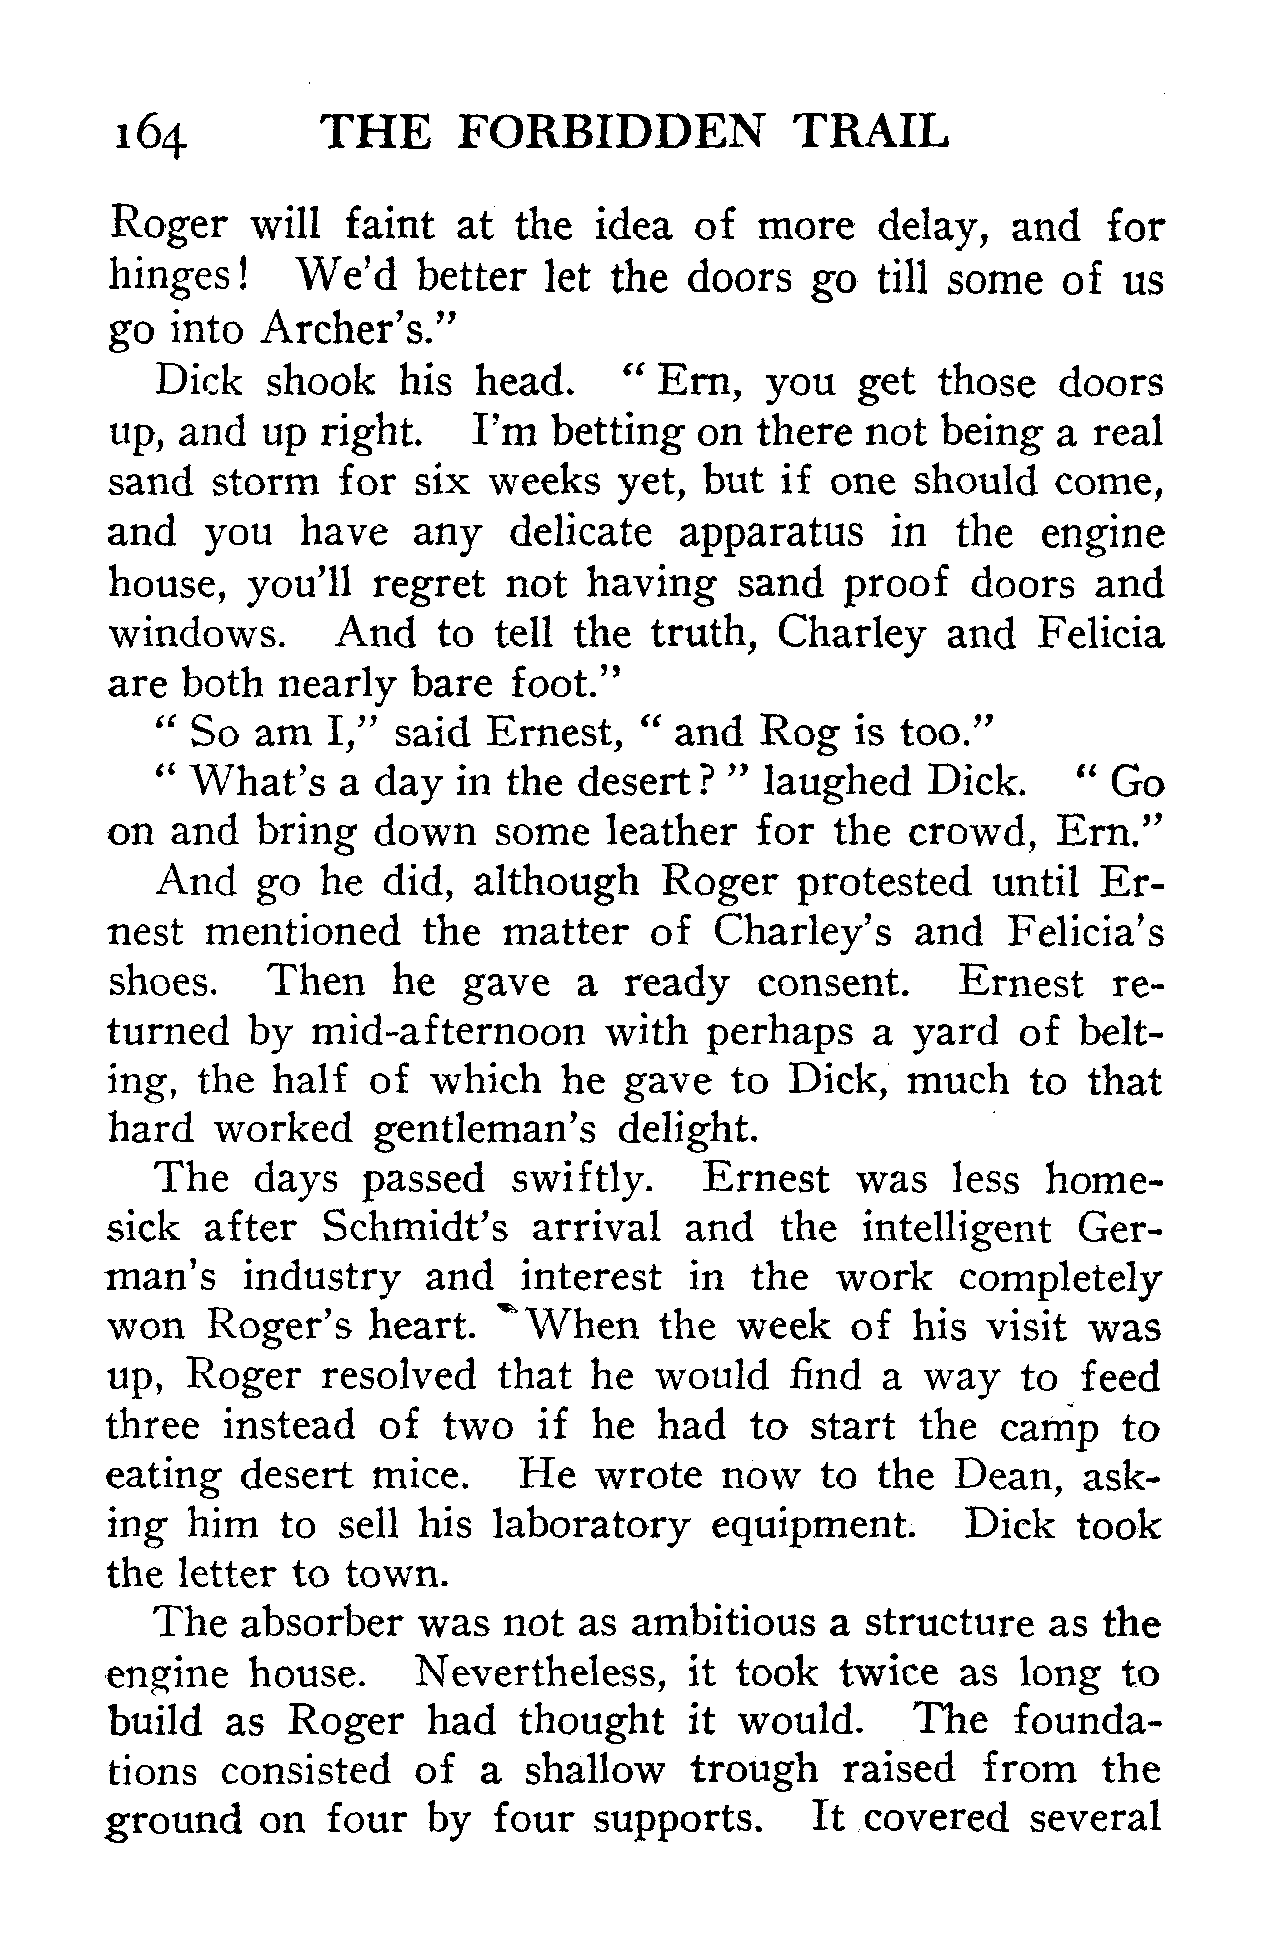 164 THE FORBIDDEN TRAIL
Roger will faint at the idea of more delay, and for
hinges! We'd better let the doors go till some of us
go into Archer's."
Dick shook his head. "Ern, you get those doors
up, and up right. I'm betting on there not being a real
sand storm for six weeks yet, but if one should come,
and you have any delicate apparatus in the engine
house, you'll regret not having sand proof doors and
windows. And to tell the truth, Charley and Felicia
are both nearly bare foot."
"So am I," said Ernest, "and Rog is too."
"What's a day in the desert?" laughed Dick. "Go
on and bring down some leather for the crowd, Ern."
And go he did, although Roger protested until Er-
nest mentioned the matter of Charley's and Felicia's
shoes. Then he gave a ready consent. Ernest re-
turned by mid-afternoon with perhaps a yard of belt-
ing, the half of which he gave to Dick, much to that
hard worked gentleman's delight.
The days passed swiftly. Ernest was less home-
sick after Schmidt's arrival and the intelligent Ger-
man's industry and interest in the work completely
won Roger's heart. When the week of his visit was
up, Roger resolved that he would find a way to feed
three instead of two if he had to start the camp to
eating desert mice. He wrote now to the Dean, ask-
ing him to sell his laboratory equipment. Dick took
the letter to town.
The absorber was not as ambitious a structure as the
engine house. Nevertheless, it took twice as long to
build as Roger had thought it would. The founda-
tions consisted of a shallow trough raised from the
ground on four by four supports. It covered several